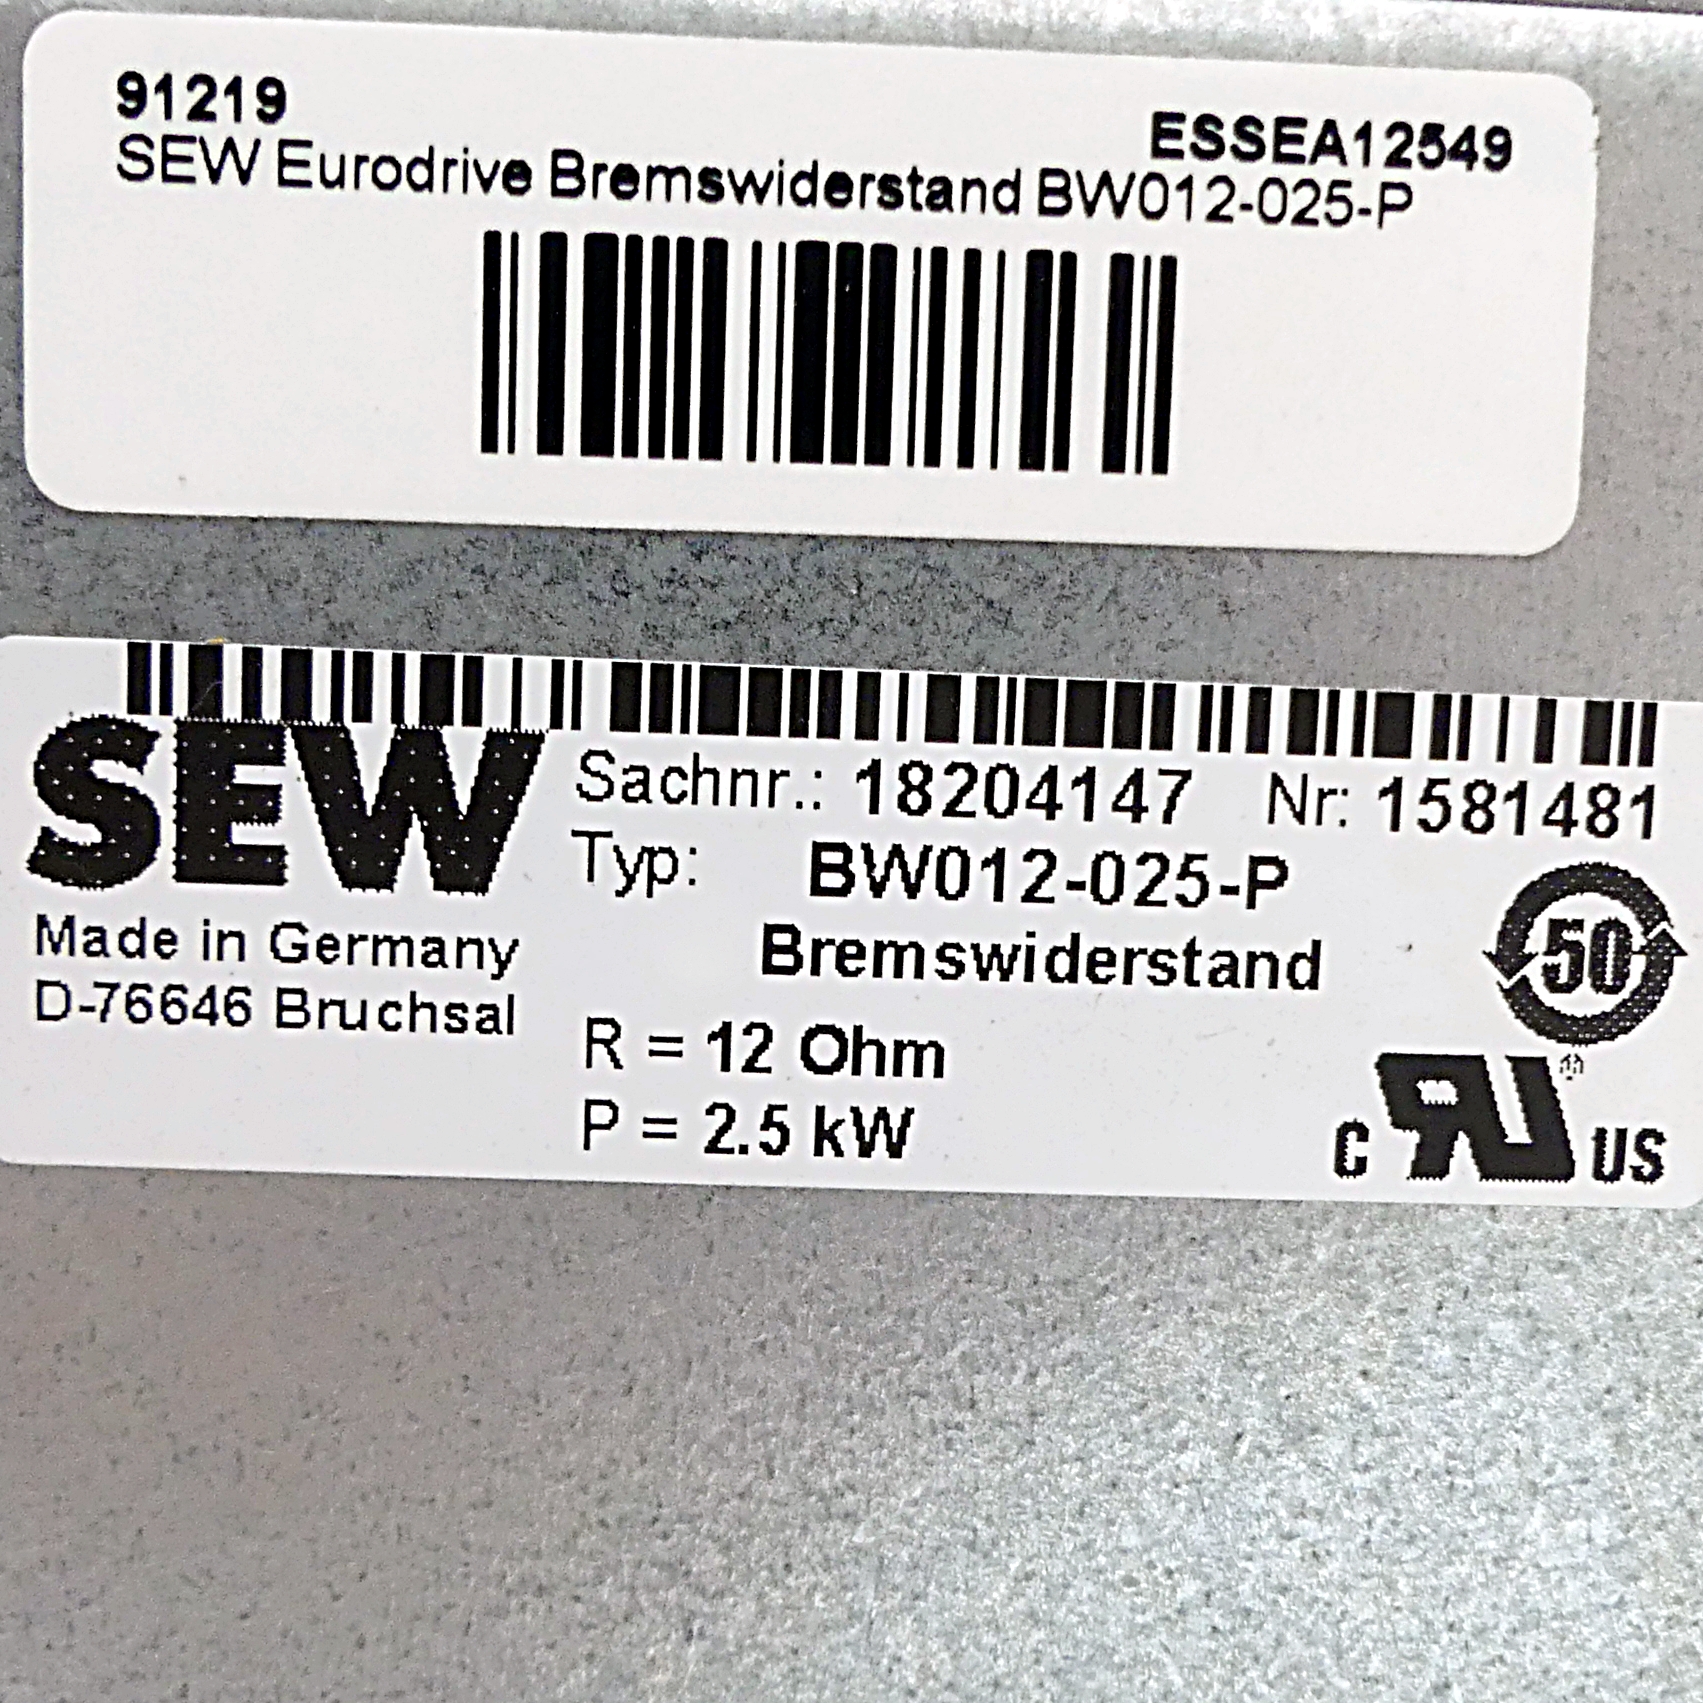 91219
ESSEA12549
SEW Eurodrive Bremswiderstand BW012-025-P
SEW
Sachnr.: 18204147 Nr: 1581481
Typ: BW012-025-P
Bremswiderstand
Made in Germany
D-76646 Bruchsal
R = 12 Ohm
P = 2.5 kW
50
C RU ® US